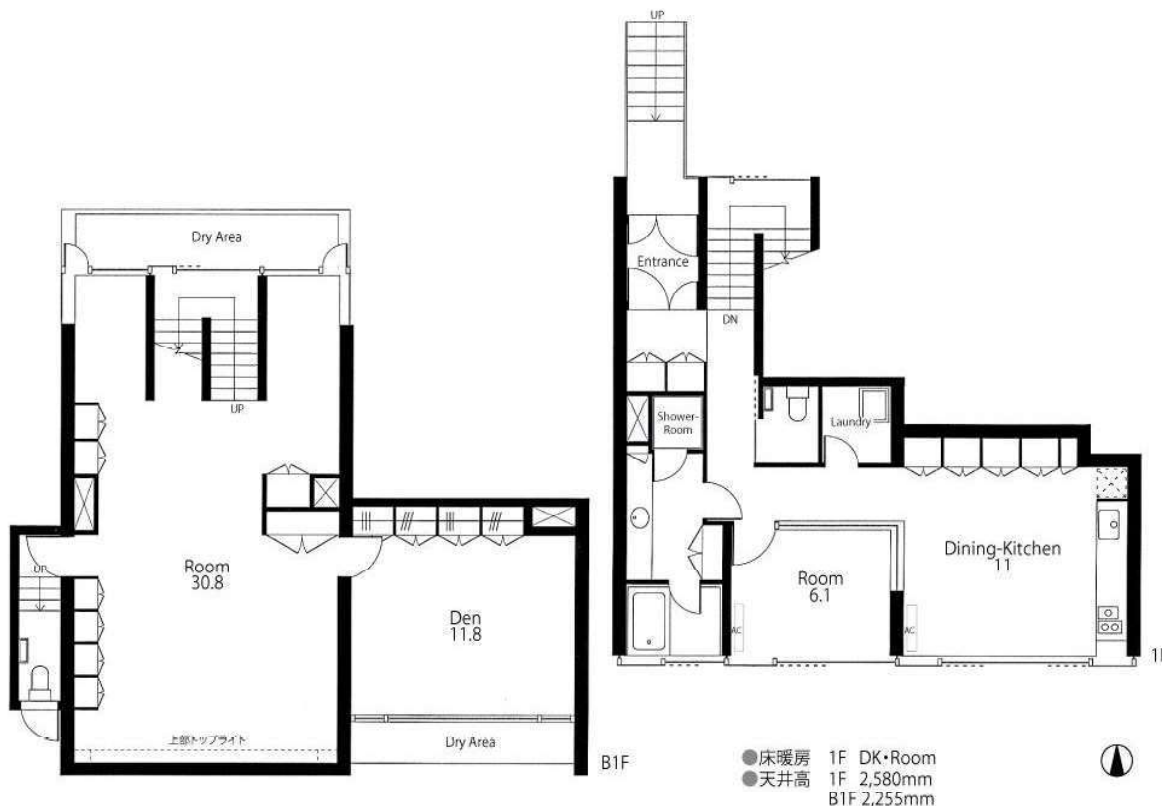 Dry Area
UP
UP
Room
30.8
Den
11.8
上部トップライト
Dry Area
B1F
UP
Entrance
DN
Shower-
Room
Laundry
Dining-Kitchen
11
Room
6.1
AC
AC
●床暖房 1F DK・Room
●天井高 1F 2,580mm
B1F 2,255mm